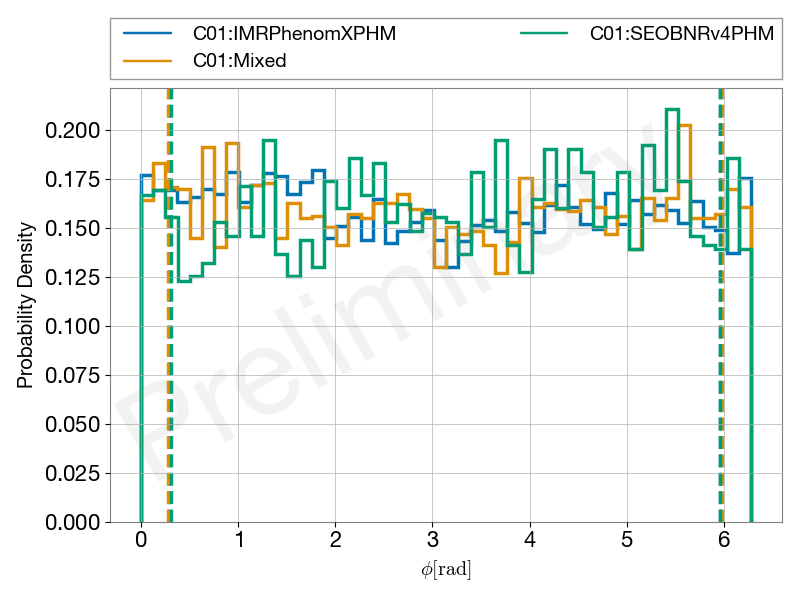 C01:IMRPhenomXPHM
C01:Mixed
C01:SEOBNRv4PHM
0.200
0.175
0.150
0.125
0.100
0.075
0.050
0.025
0.000
Probability Density
Preliminary
0 1 2 3 4 5 6
ϕ[rad]